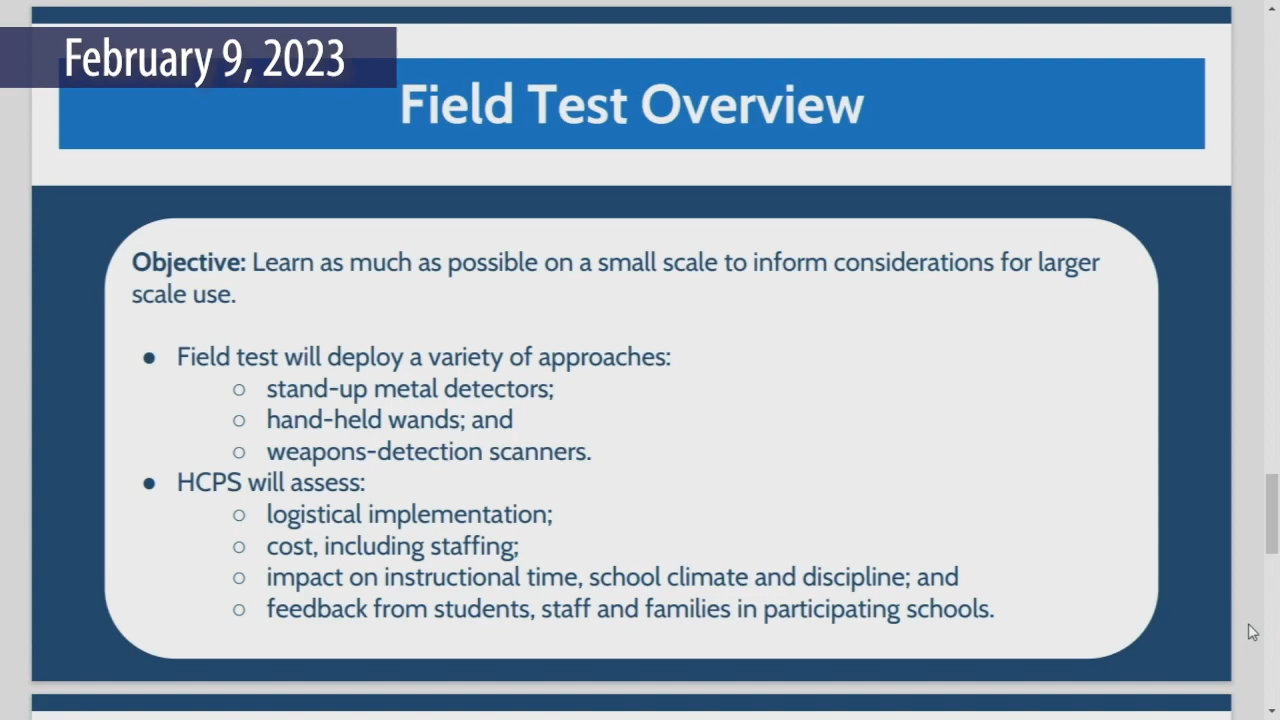 February 9, 2023
Field Test Overview
Objective: Learn as much as possible on a small scale to inform considerations for larger
scale use.
● Field test will deploy a variety of approaches:
○ stand-up metal detectors;
○ hand-held wands; and
○ weapons-detection scanners.
● HCPS will assess:
○ logistical implementation;
○ cost, including staffing;
○ impact on instructional time, school climate and discipline; and
○ feedback from students, staff and families in participating schools.